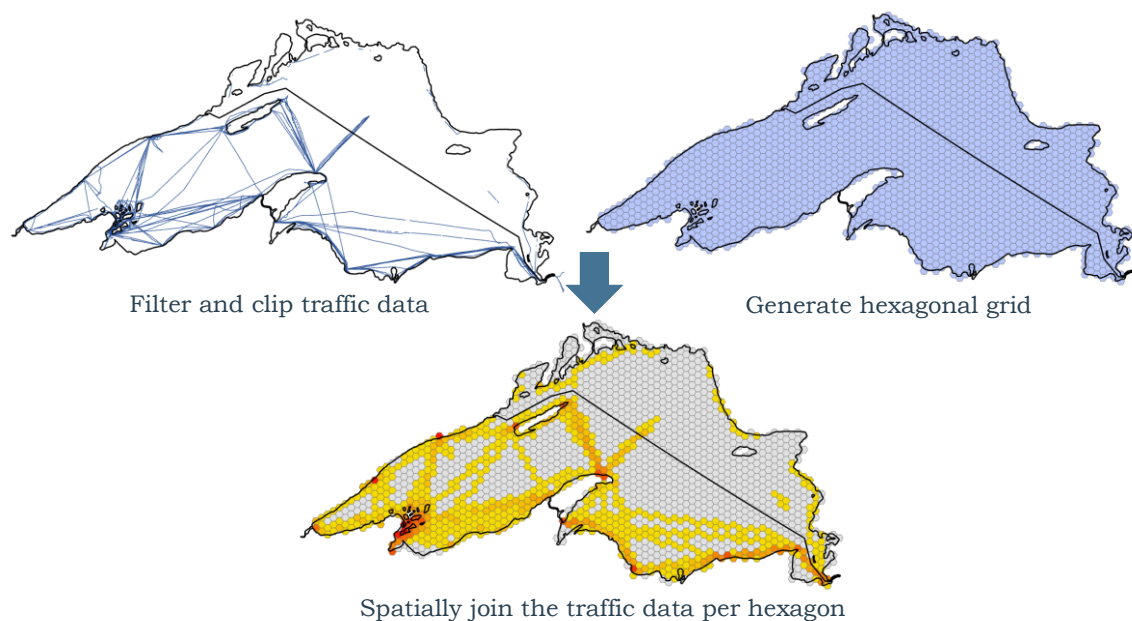 Filter and clip traffic data
Generate hexagonal grid
Spatially join the traffic data per hexagon